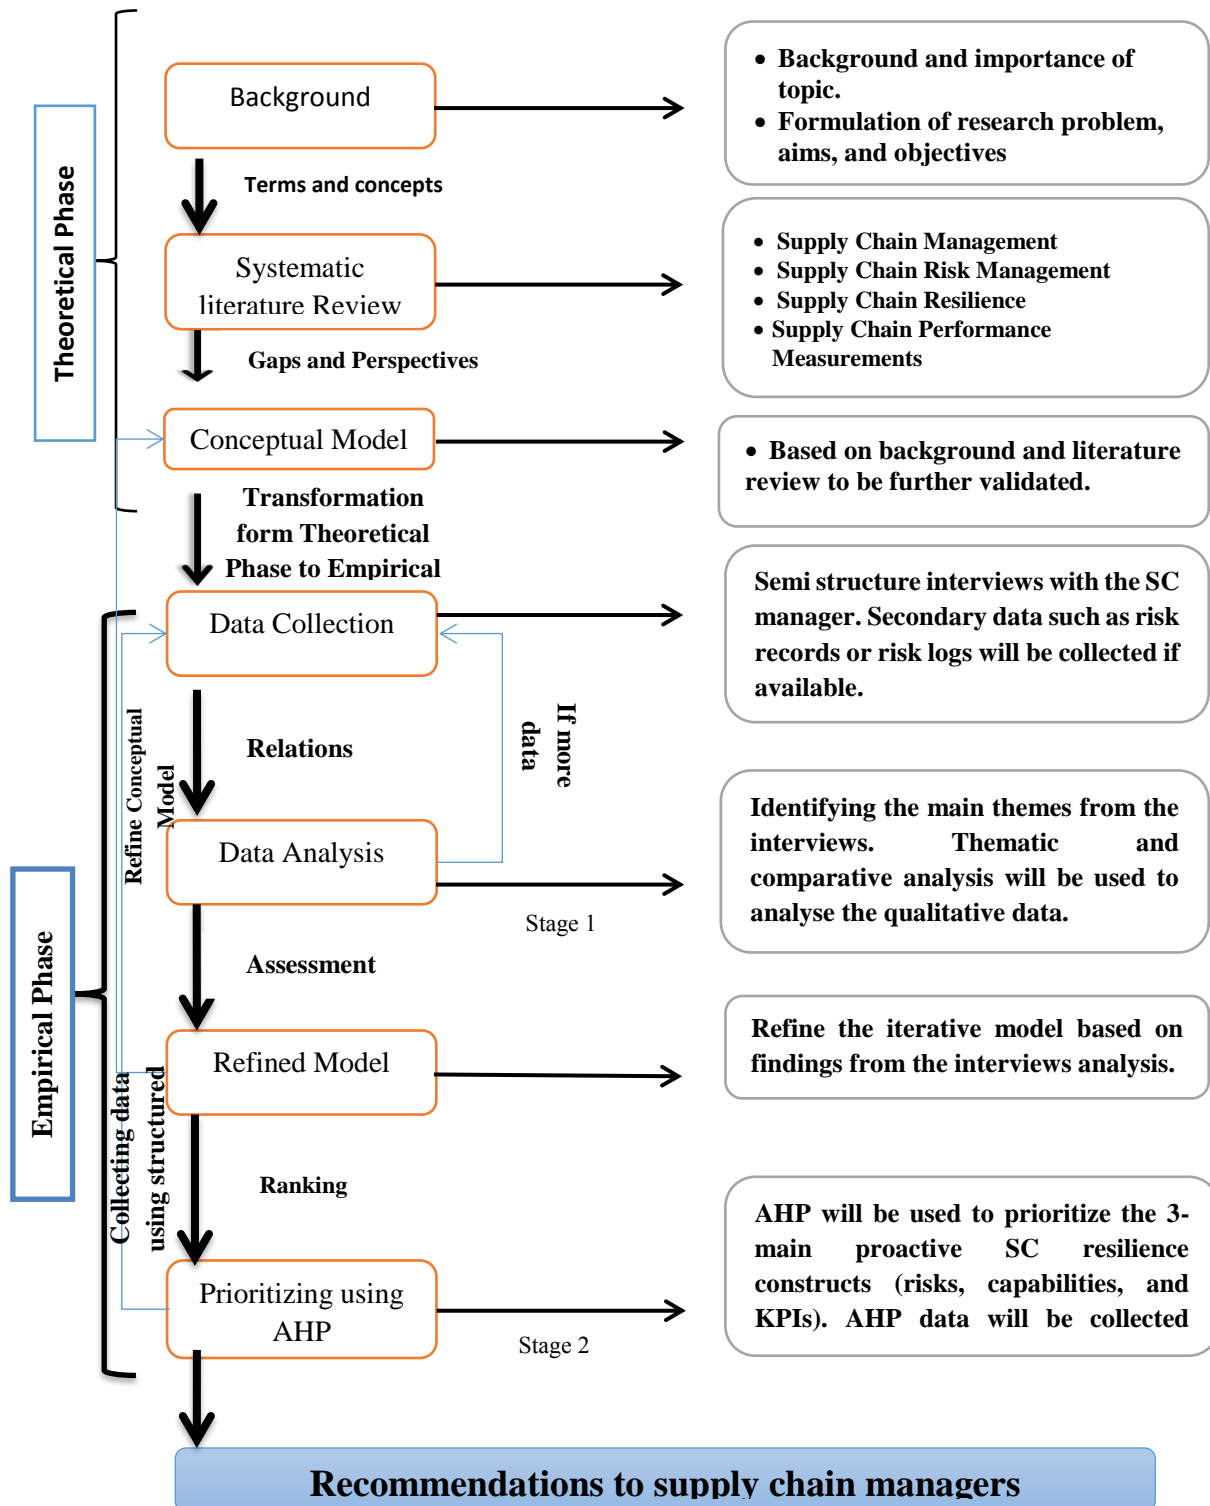 Theoretical Phase
Background
• Background and importance of
topic.
• Formulation of research problem,
aims, and objectives
Terms and concepts
Systematic
literature Review
• Supply Chain Management
• Supply Chain Risk Management
• Supply Chain Resilience
• Supply Chain Performance
Measurements
Gaps and Perspectives
Conceptual Model
• Based on background and literature
review to be further validated.
Transformation
form Theoretical
Phase to Empirical
Empirical Phase
Data Collection
Semi structure interviews with the SC
manager. Secondary data such as risk
records or risk logs will be collected if
available.
Relations
If more
data
Refine Conceptual
Model
Data Analysis
Stage 1
Identifying the main themes from the
interviews. Thematic and
comparative analysis will be used to
analyse the qualitative data.
Assessment
Refined Model
Refine the iterative model based on
findings from the interviews analysis.
Collecting data
using structured
Ranking
Prioritizing using
AHP
Stage 2
AHP will be used to prioritize the 3-
main proactive SC resilience
constructs (risks, capabilities, and
KPIs). AHP data will be collected
Recommendations to supply chain managers